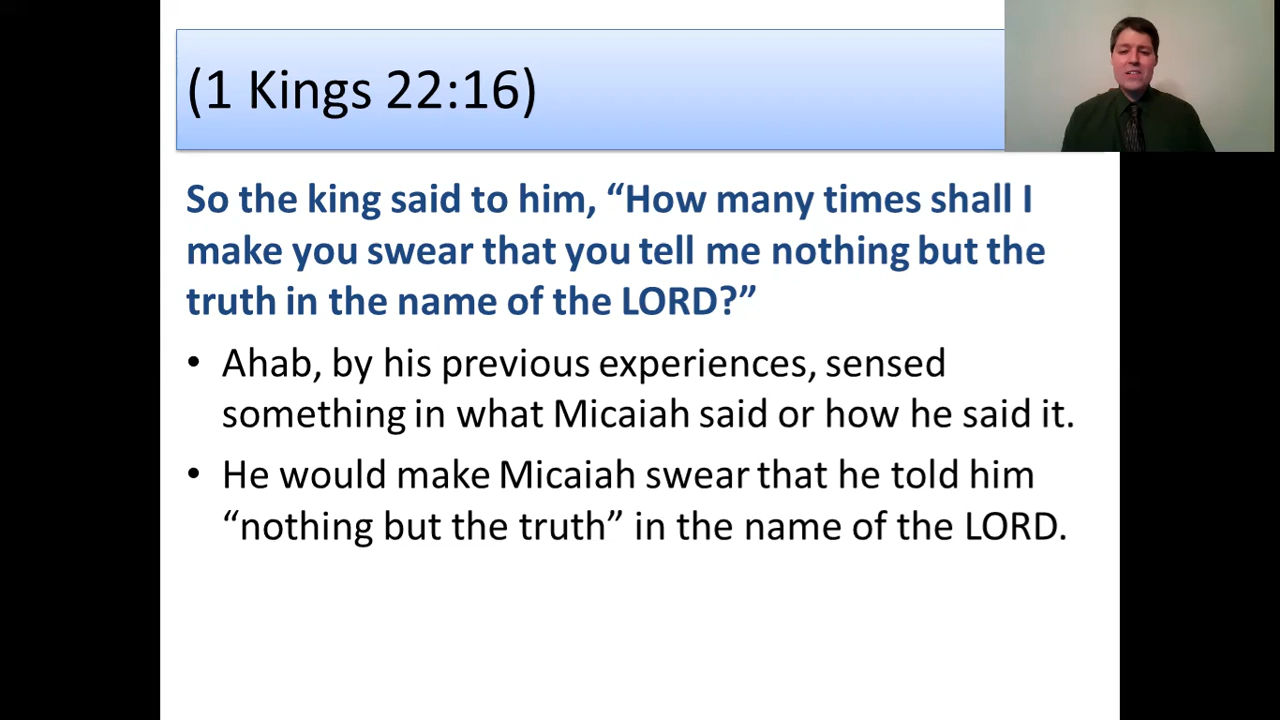 (1 Kings 22:16)
So the king said to him, “How many times shall I
make you swear that you tell me nothing but the
truth in the name of the LORD?”
• Ahab, by his previous experiences, sensed
something in what Micaiah said or how he said it.
• He would make Micaiah swear that he told him
“nothing but the truth” in the name of the LORD.